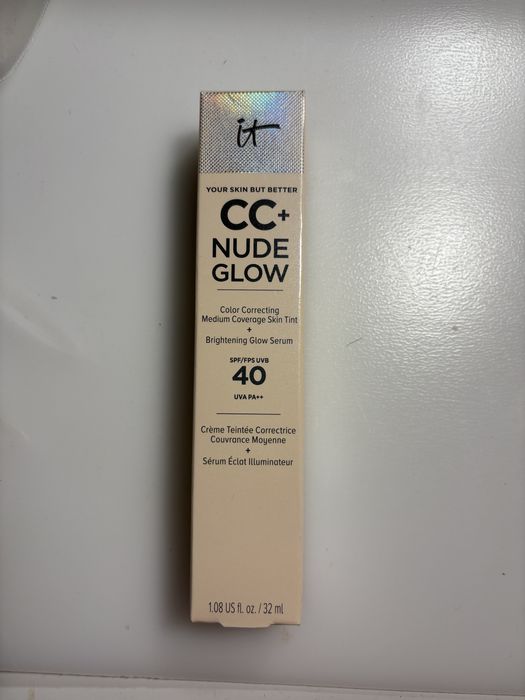 it
YOUR SKIN BUT BETTER
CC+
NUDE
GLOW
Color Correcting
Medium Coverage Skin Tint
+
Brightening Glow Serum
SPF/FPS UVB
40
UVA PA++
Crème Teintée Correctrice
Couvrance Moyenne
+
Sérum Éclat Illuminateur
1.08 US fl. oz. / 32 ml